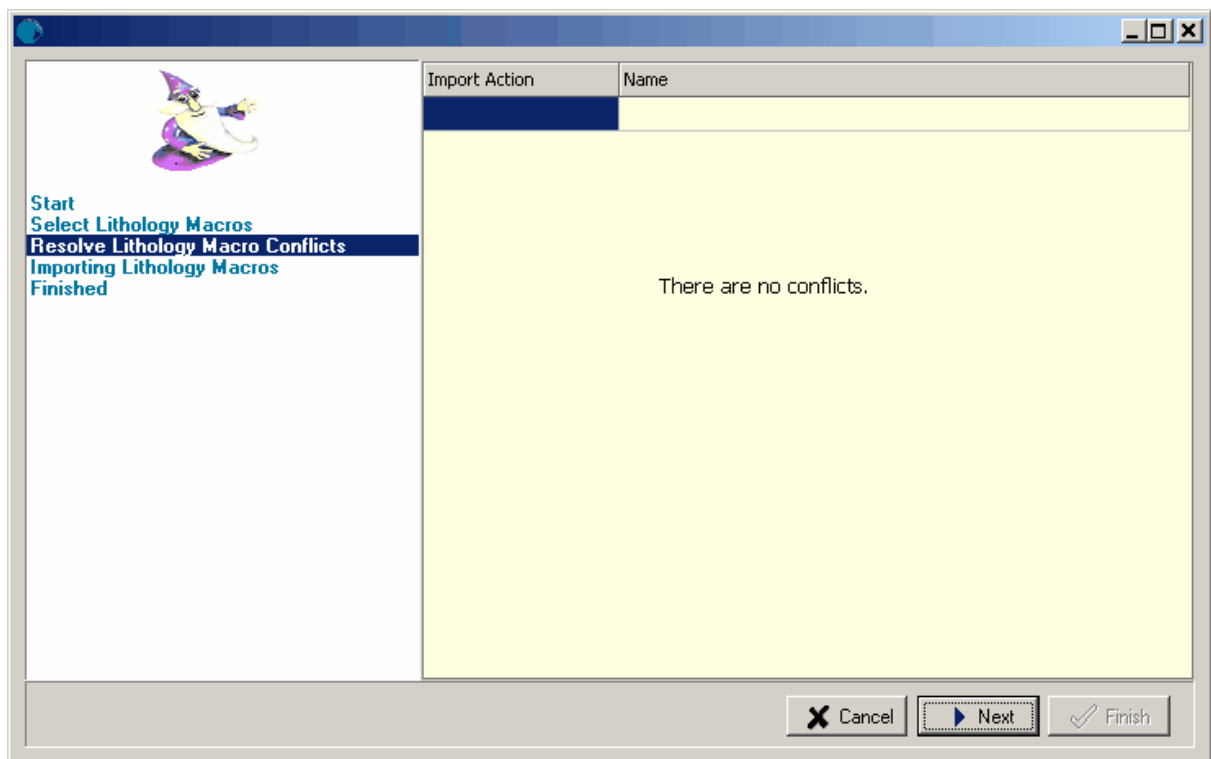 Import Action
Name
Start
Select Lithology Macros
Resolve Lithology Macro Conflicts
Importing Lithology Macros
Finished
There are no conflicts.
Cancel
Next
Finish